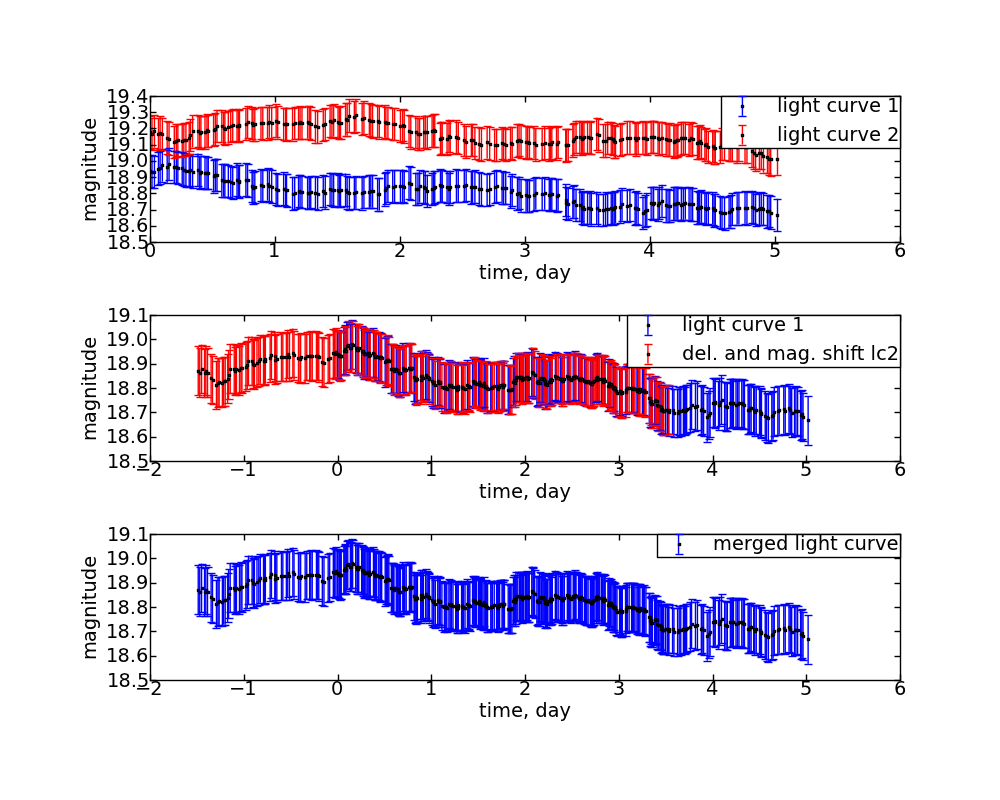 19.4
19.3
19.2
19.1
19.0
18.9
18.8
18.7
18.6
18.5
magnitude
light curve 1
light curve 2
0 1 2 3 4 5 6
time, day
19.1
19.0
18.9
18.8
18.7
18.6
18.5
magnitude
light curve 1
del. and mag. shift lc2
−2 −1 0 1 2 3 4 5 6
time, day
19.1
19.0
18.9
18.8
18.7
18.6
18.5
magnitude
merged light curve
−2 −1 0 1 2 3 4 5 6
time, day